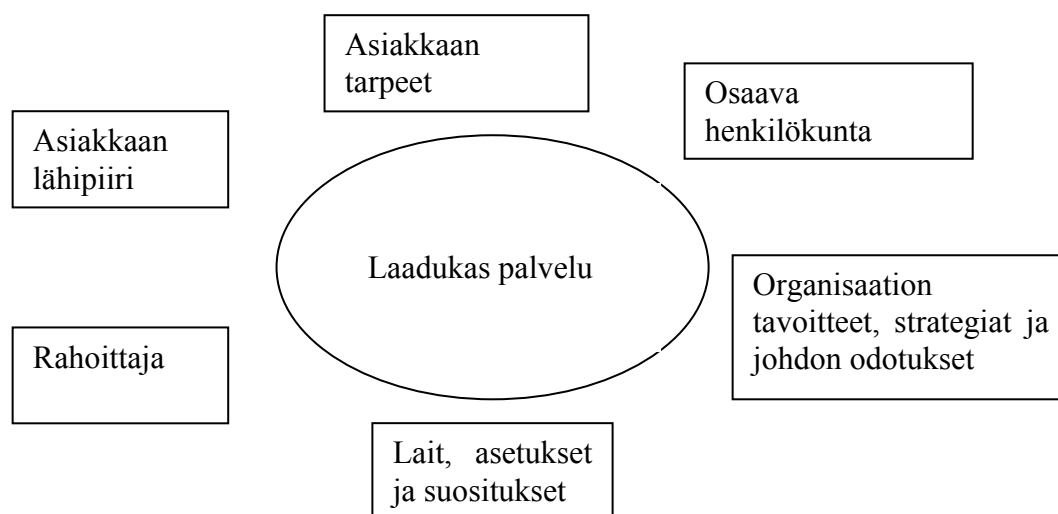 Asiakkaan
tarpeet
Osaava
henkilökunta
Asiakkaan
lähipiiri
Laadukas palvelu
Organisaation
tavoitteet, strategiat ja
johdon odotukset
Rahoittaja
Lait, asetukset
ja suositukset